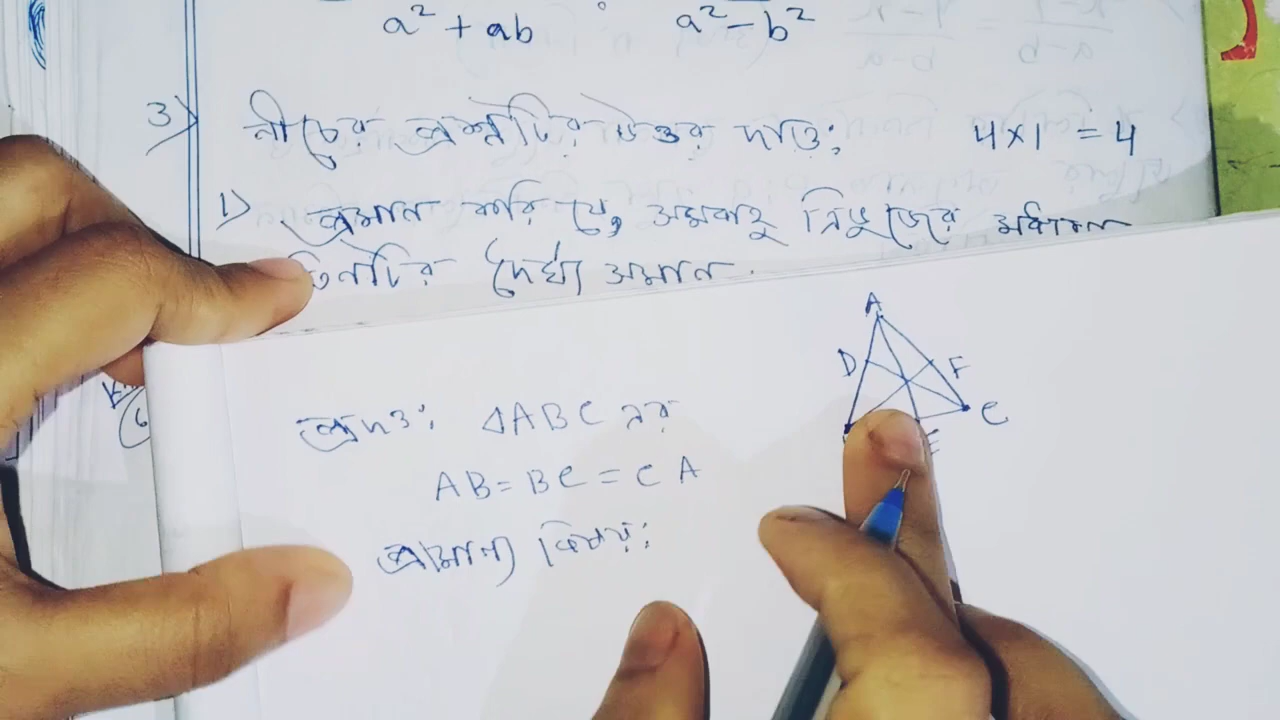 a² + ab a² - b²
3> নীচের প্রশ্নটির উত্তর দাও; 4×1 = 4
1> প্রমান করি যে, সমবাহু ত্রিভুজের মধ্যমা
তিনটির দৈর্ঘ্য সমান.
A
D F
C
E
প্রদত্ত: △ABC এর
AB = BC = CA
প্রামান্য বিষয়: